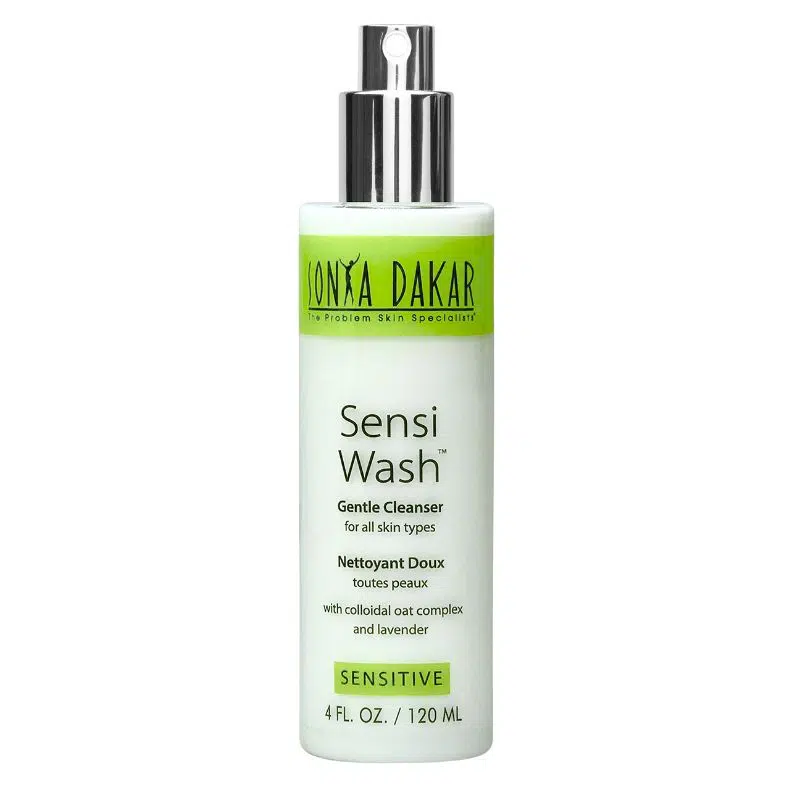 SONYA DAKAR
The Problem Skin Specialists®
Sensi
Wash™
Gentle Cleanser
for all skin types
Nettoyant Doux
toutes peaux
with colloidal oat complex
and lavender
SENSITIVE
4 FL. OZ. / 120 ML